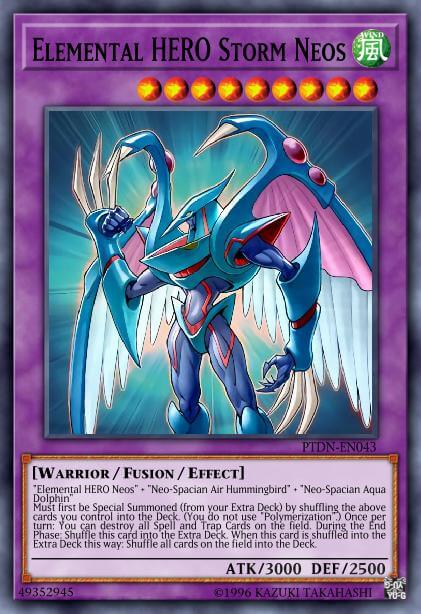 Elemental HERO Storm Neos
WIND
風
PTDN-EN043
[Warrior / Fusion / Effect]
"Elemental HERO Neos" + "Neo-Spacian Air Hummingbird" + "Neo-Spacian Aqua
Dolphin"
Must first be Special Summoned (from your Extra Deck) by shuffling the above
cards you control into the Deck. (You do not use "Polymerization".) Once per
turn: You can destroy all Spell and Trap Cards on the field. During the End
Phase: Shuffle this card into the Extra Deck. When this card is shuffled into the
Extra Deck this way: Shuffle all cards on the field into the Deck.
ATK/3000 DEF/2500
49352945
©1996 KAZUKI TAKAHASHI